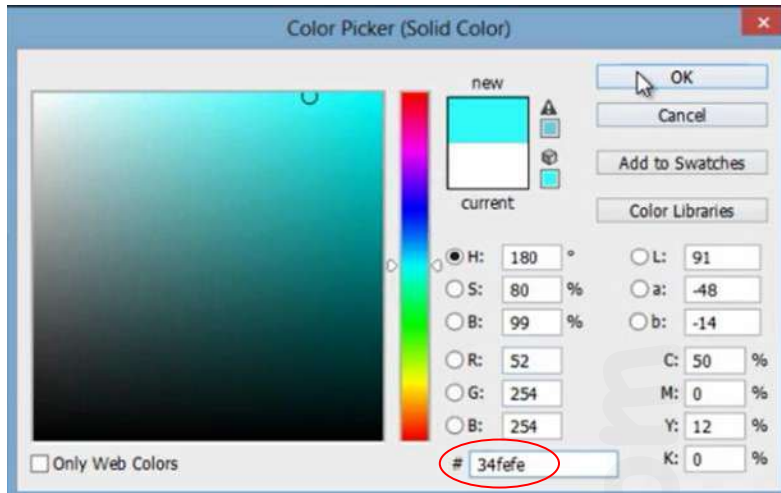 Color Picker (Solid Color)
new
current
OK
Cancel
Add to Swatches
Color Libraries
H: 180 °
S: 80 %
B: 99 %
R: 52
G: 254
B: 254
# 34fefe
L: 91
a: -48
b: -14
C: 50 %
M: 0 %
Y: 12 %
K: 0 %
Only Web Colors